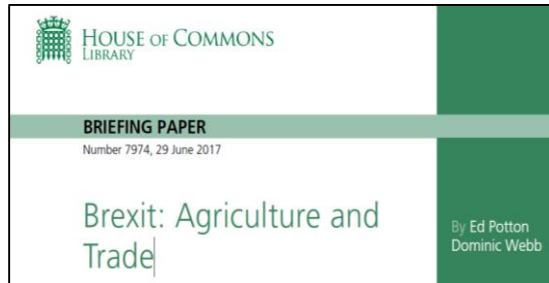 HOUSE OF COMMONS
LIBRARY
BRIEFING PAPER
Number 7974, 29 June 2017
Brexit: Agriculture and
Trade
By Ed Potton
Dominic Webb